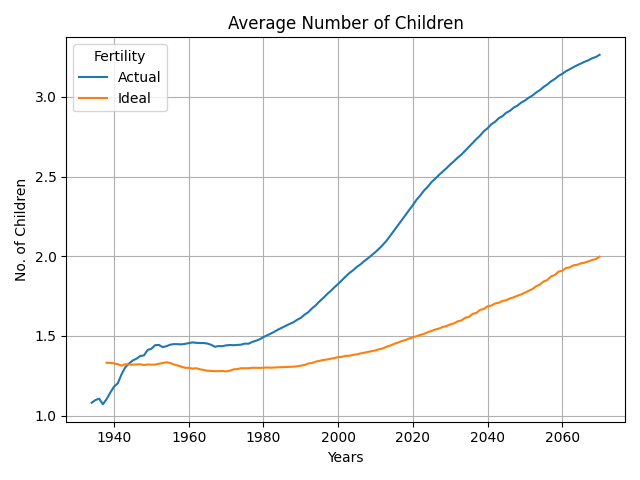 Average Number of Children
Fertility
Actual
Ideal
No. of Children
3.0
2.5
2.0
1.5
1.0
1940 1960 1980 2000 2020 2040 2060
Years